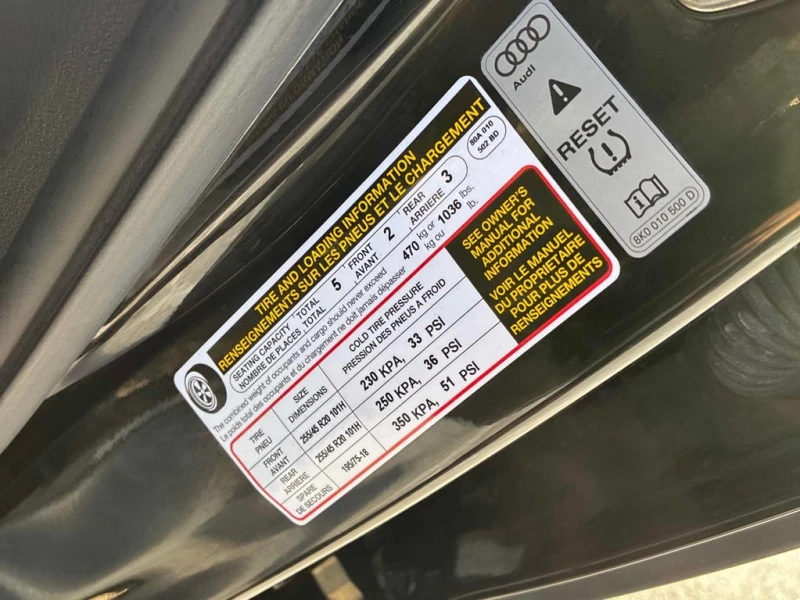 TIRE AND LOADING INFORMATION
RENSEIGNEMENTS SUR LES PNEUS ET LE CHARGEMENT
80A 010
502 BD
SEATING CAPACITY TOTAL 5 FRONT 2 REAR 3
NOMBRE DE PLACES TOTAL AVANT ARRIÈRE
The combined weight of occupants and cargo should never exceed 470 kg or 1036 lbs.
Le poids total des occupants et du chargement ne doit jamais dépasser kg ou lb.
TIRE SIZE COLD TIRE PRESSURE
PNEU DIMENSIONS PRESSION DES PNEUS A FROID
FRONT 255/45 R20 101H 230 KPA, 33 PSI
AVANT
REAR 255/45 R20 101H 250 KPA, 36 PSI
ARRIERE
SPARE 195/75-18 350 KPA, 51 PSI
DE SECOURS
SEE OWNER'S
MANUAL FOR
ADDITIONAL
INFORMATION
VOIR LE MANUEL
DU PROPRIETAIRE
POUR PLUS DE
RENSEIGNEMENTS
Audi
RESET
8K0 010 500 D